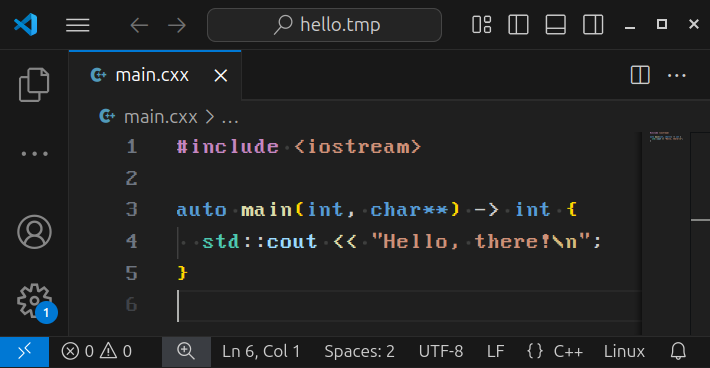 hello.tmp
main.cxx
main.cxx > ...
1 #include <iostream>
2
3 auto main(int, char**) -> int {
4   std::cout << "Hello, there!\n";
5 }
6
1
0 0 Ln 6, Col 1 Spaces: 2 UTF-8 LF {} C++ Linux